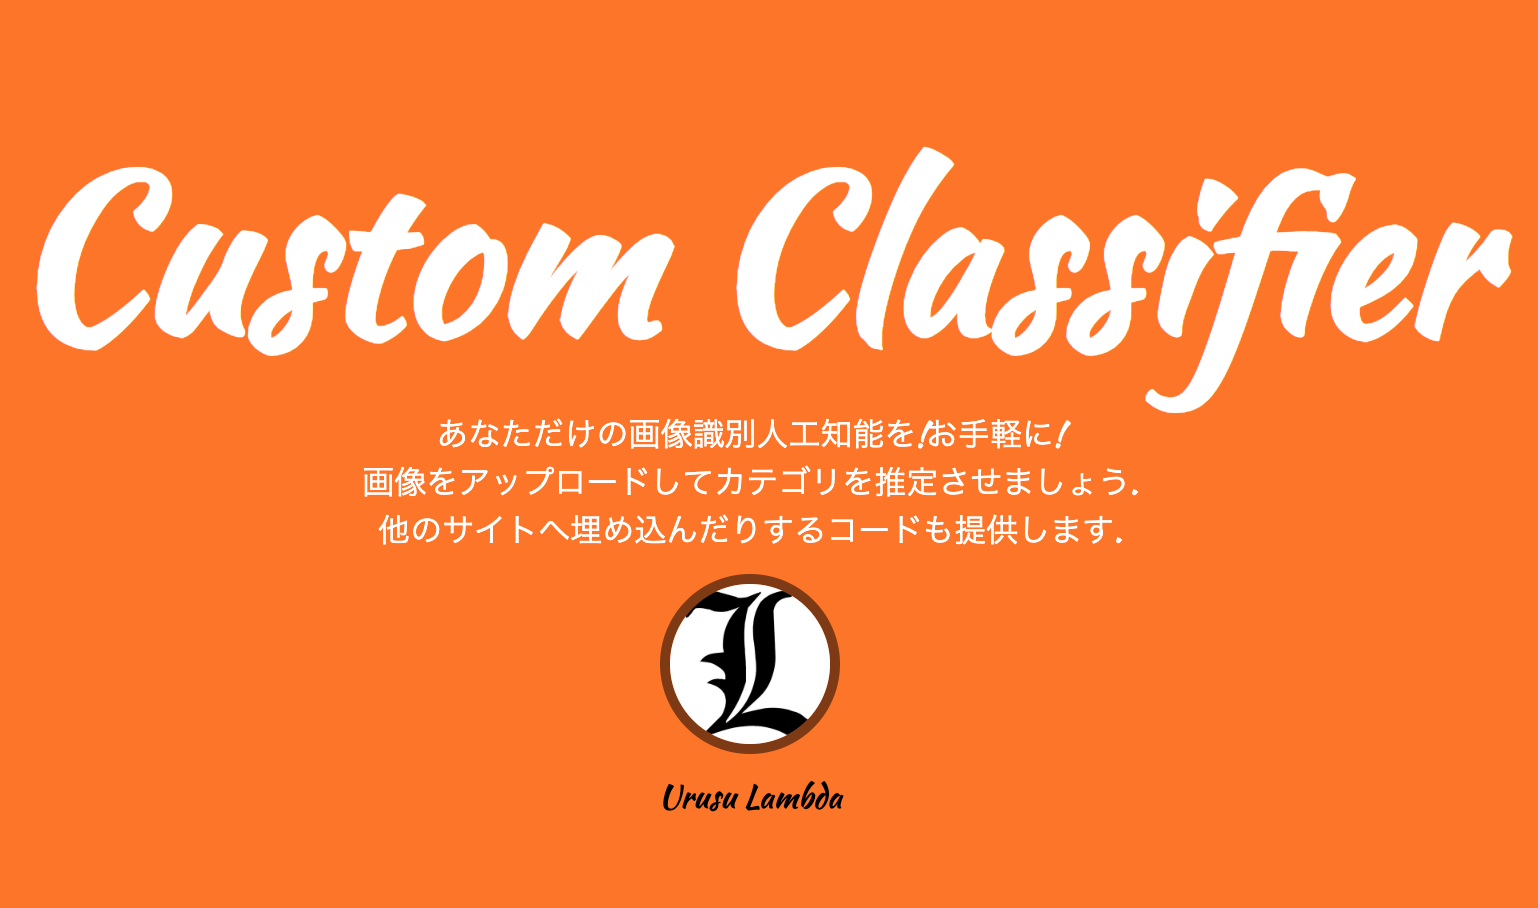 Custom Classifier
あなただけの画像識別人工知能を!お手軽に!
画像をアップロードしてカテゴリを推定させましょう.
他のサイトへ埋め込んだりするコードも提供します.
L
Urusu Lambda